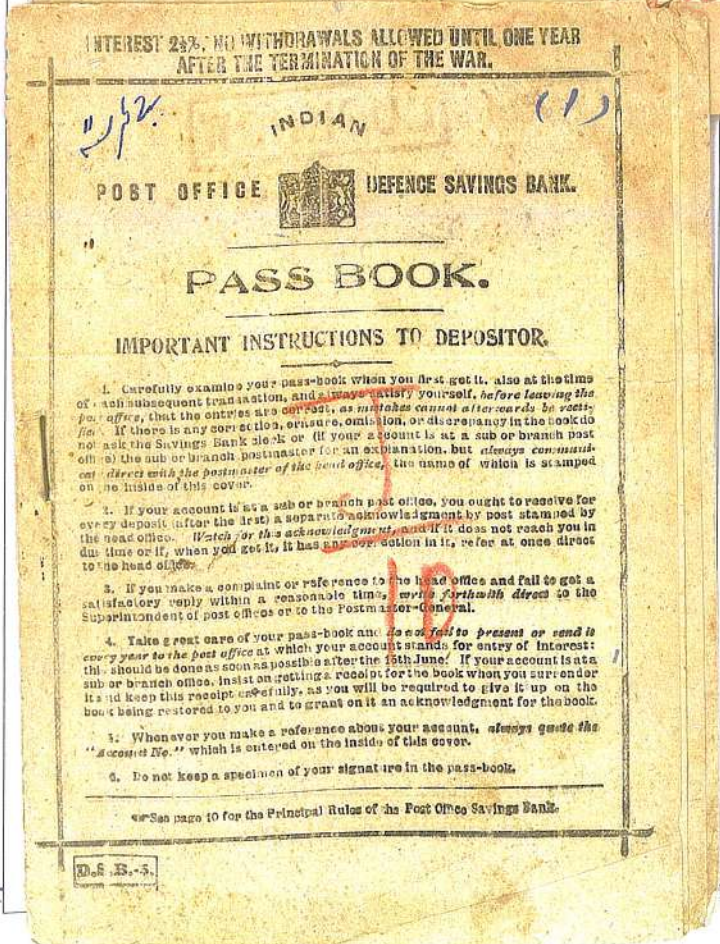 INTEREST 2½%. NO WITHDRAWALS ALLOWED UNTIL ONE YEAR
AFTER THE TERMINATION OF THE WAR.
(1)
INDIAN
POST OFFICE DEFENCE SAVINGS BANK.
PASS BOOK.
IMPORTANT INSTRUCTIONS TO DEPOSITOR.
1. Carefully examine your pass-book when you first get it, also at the time
of each subsequent transaction, and always satisfy yourself, before leaving the
post office, that the entries are correct, as mistakes cannot afterwards be recti-
fied. If there is any correction, erasure, omission, or discrepancy in the book do
not ask the Savings Bank clerk or (if your account is at a sub or branch post
office) the sub or branch postmaster for an explanation, but always communi-
cate direct with the postmaster of the head office, the name of which is stamped
on the inside of this cover.
2. If your account is at a sub or branch post office, you ought to receive for
every deposit (after the first) a separate acknowledgment by post stamped by
the head office. Watch for this acknowledgment, and if it does not reach you in
due time or if, when you get it, it has any correction in it, refer at once direct
to the head office.
3. If you make a complaint or reference to the head office and fail to get a
satisfactory reply within a reasonable time, write forthwith direct to the
Superintendent of post offices or to the Postmaster-General.
4. Take great care of your pass-book and do not fail to present or send it
every year to the post office at which your account stands for entry of interest:
this should be done as soon as possible after the 15th June. If your account is at a
sub or branch office, insist on getting a receipt for the book when you surrender
it and keep this receipt carefully, as you will be required to give it up on the
book being restored to you and to grant on it an acknowledgment for the book.
5. Whenever you make a reference about your account, always quote the
"Account No." which is entered on the inside of this cover.
6. Do not keep a specimen of your signature in the pass-book.
☛ See page 10 for the Principal Rules of the Post Office Savings Bank.
D.S.B.-5.